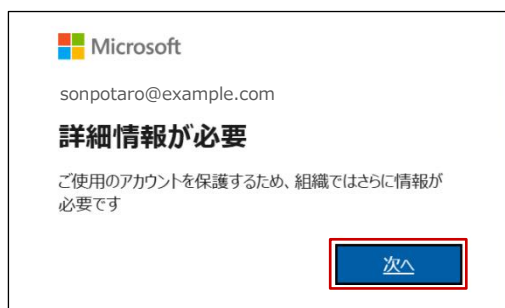 Microsoft
sonpotaro@example.com
詳細情報が必要
ご使用のアカウントを保護するため、組織ではさらに情報が
必要です
次へ